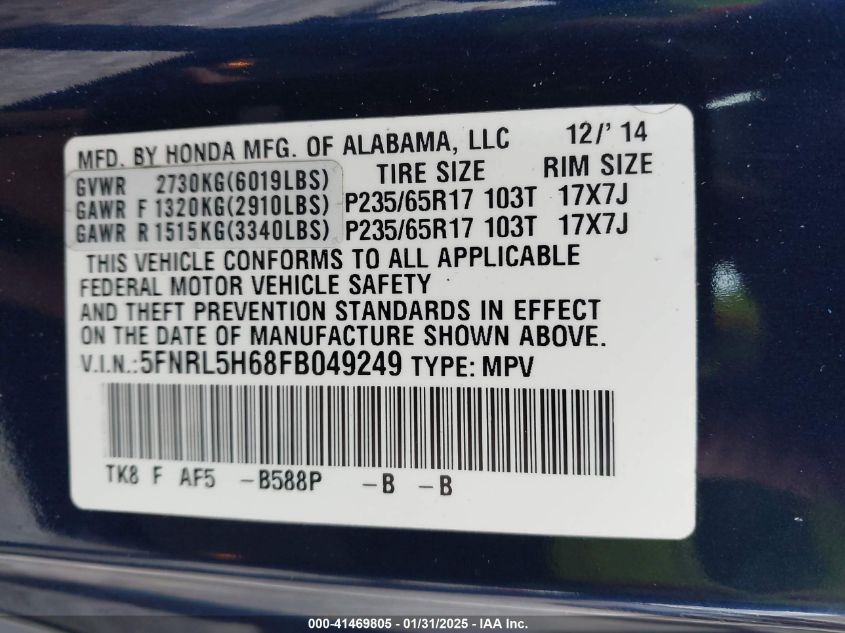 MFD. BY HONDA MFG. OF ALABAMA, LLC 12/' 14
TIRE SIZE RIM SIZE
GVWR 2730KG(6019LBS)
GAWR F 1320KG(2910LBS) P235/65R17 103T 17X7J
GAWR R 1515KG(3340LBS) P235/65R17 103T 17X7J
THIS VEHICLE CONFORMS TO ALL APPLICABLE
FEDERAL MOTOR VEHICLE SAFETY
AND THEFT PREVENTION STANDARDS IN EFFECT
ON THE DATE OF MANUFACTURE SHOWN ABOVE.
V.I.N.:5FNRL5H68FB049249 TYPE: MPV
TK8 F AF5 -B588P -B -B
000-41469805 - 01/31/2025 - IAA Inc.